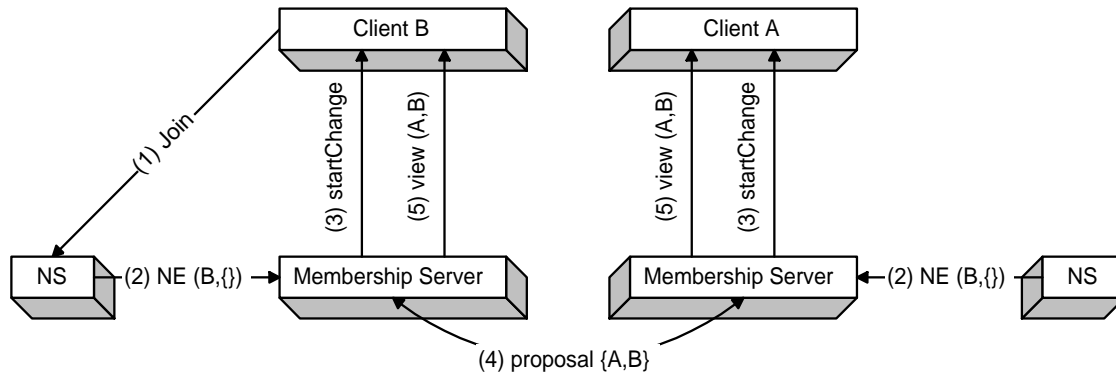 Client B
Client A
(1) Join
(3) startChange
(5) view (A,B)
(5) view (A,B)
(3) startChange
NS
(2) NE (B,{})
Membership Server
Membership Server
(2) NE (B,{})
NS
(4) proposal {A,B}